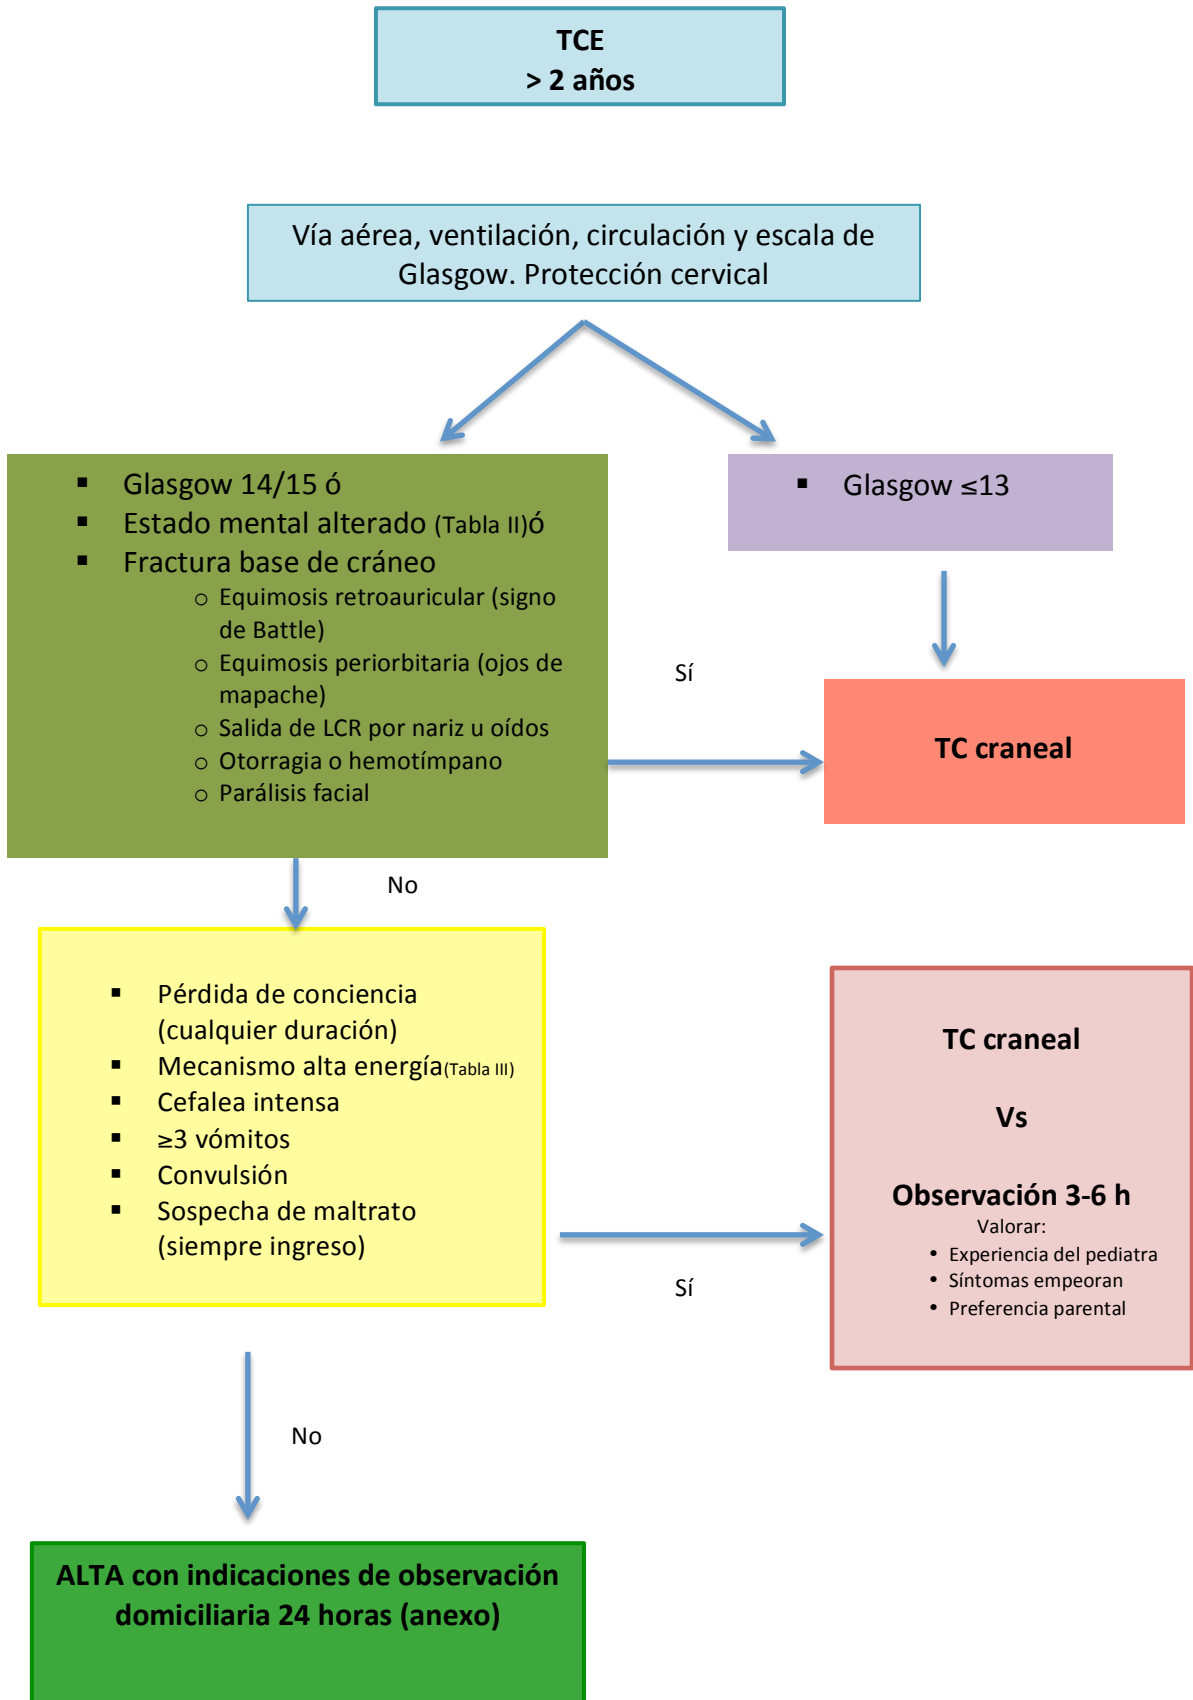 TCE
> 2 años
Vía aérea, ventilación, circulación y escala de
Glasgow. Protección cervical
▪ Glasgow 14/15 ó
▪ Estado mental alterado (Tabla II)ó
▪ Fractura base de cráneo
o Equimosis retroauricular (signo
de Battle)
o Equimosis periorbitaria (ojos de
mapache)
o Salida de LCR por nariz u oídos
o Otorragia o hemotímpano
o Parálisis facial
▪ Glasgow ≤13
Sí
TC craneal
No
▪ Pérdida de conciencia
(cualquier duración)
▪ Mecanismo alta energía(Tabla III)
▪ Cefalea intensa
▪ ≥3 vómitos
▪ Convulsión
▪ Sospecha de maltrato
(siempre ingreso)
Sí
TC craneal
Vs
Observación 3-6 h
Valorar:
• Experiencia del pediatra
• Síntomas empeoran
• Preferencia parental
No
ALTA con indicaciones de observación
domiciliaria 24 horas (anexo)